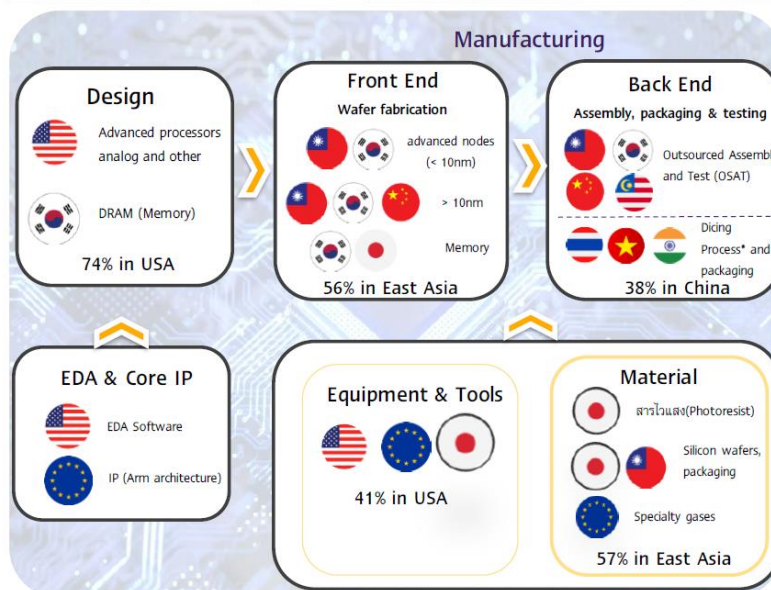 Manufacturing
Design
Advanced processors
analog and other
DRAM (Memory)
74% in USA
Front End
Wafer fabrication
advanced nodes
(< 10nm)
> 10nm
Memory
56% in East Asia
Back End
Assembly, packaging & testing
Outsourced Assembl
and Test (OSAT)
Dicing
Process* and
packaging
38% in China
EDA & Core IP
EDA Software
IP (Arm architecture)
Equipment & Tools
41% in USA
Material
สารไวแสง(Photoresist)
Silicon wafers,
packaging
Specialty gases
57% in East Asia